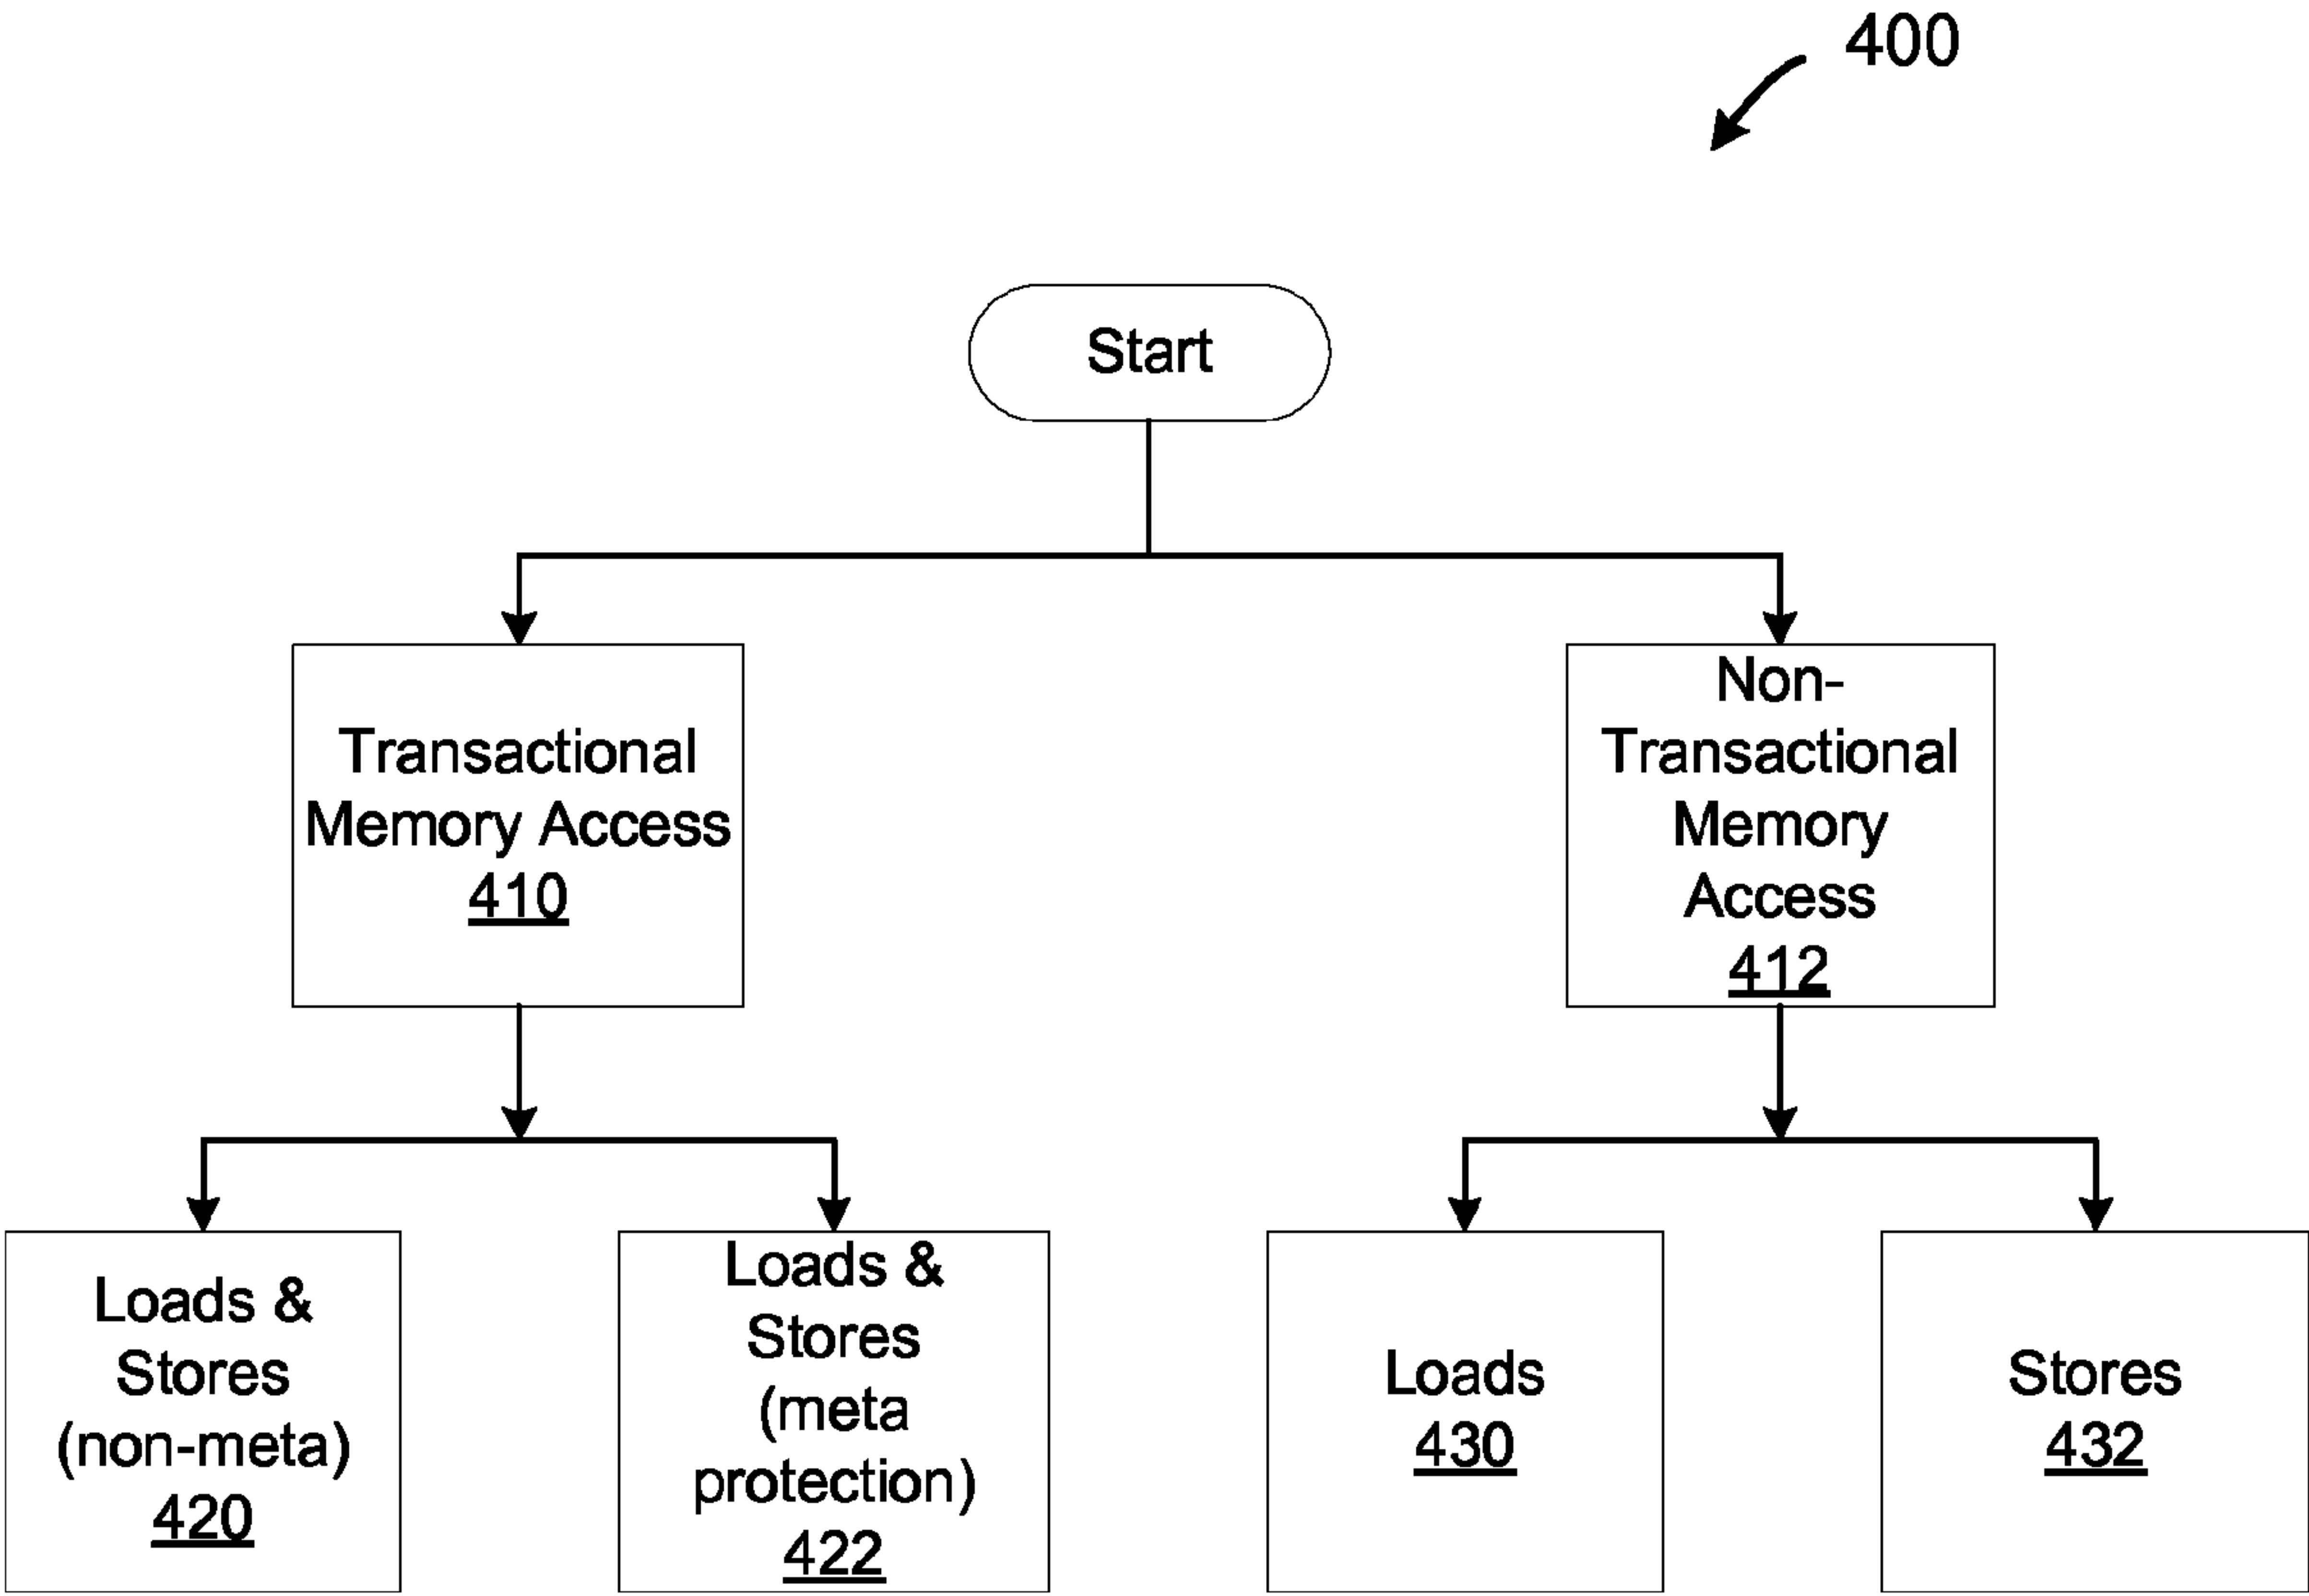 400
Start
Transactional
Memory Access
410
Non-
Transactional
Memory
Access
412
Loads &
Stores
(non-meta)
420
Loads &
Stores
(meta
protection)
422
Loads
430
Stores
432